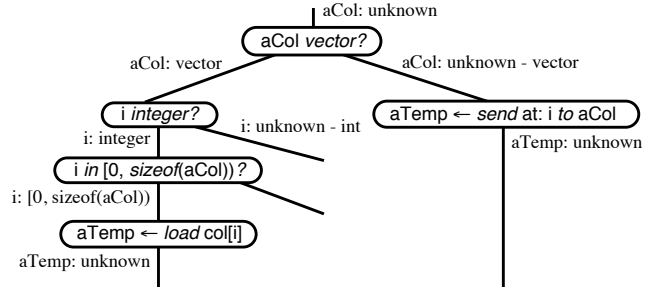 aCol: unknown
aCol vector?
aCol: vector
aCol: unknown - vector
i integer?
aTemp ← send at: i to aCol
i: integer
i: unknown - int
aTemp: unknown
i in [0, sizeof(aCol))?
i: [0, sizeof(aCol))
aTemp ← load col[i]
aTemp: unknown